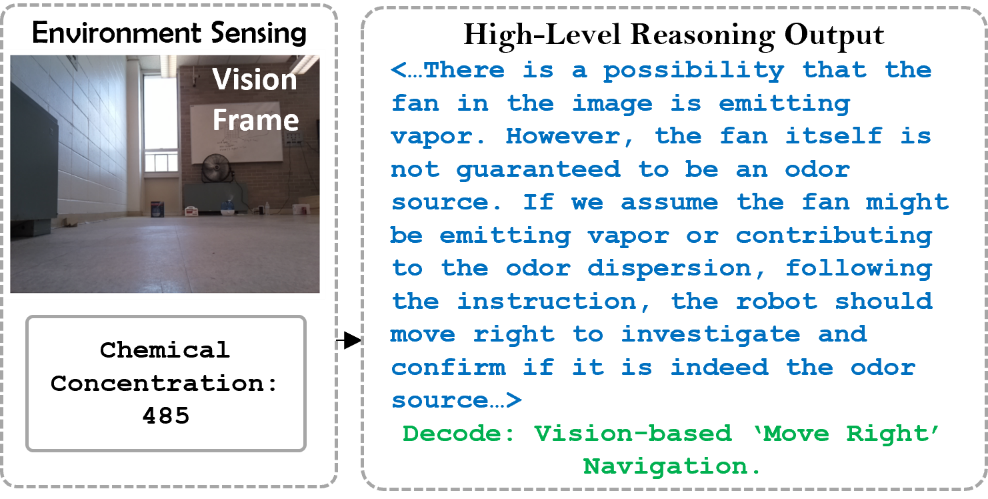 Environment Sensing
Vision
Frame
Chemical
Concentration:
485
High-Level Reasoning Output
<…There is a possibility that the
fan in the image is emitting
vapor. However, the fan itself is
not guaranteed to be an odor
source. If we assume the fan might
be emitting vapor or contributing
to the odor dispersion, following
the instruction, the robot should
move right to investigate and
confirm if it is indeed the odor
source…>
Decode: Vision-based ‘Move Right’
Navigation.